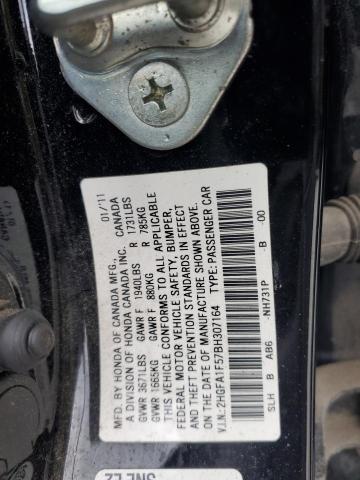 MFD. BY HONDA OF CANADA MFG., 01/'11
A DIVISION OF HONDA CANADA INC. CANADA
GVWR 3671LBS GAWR F 1940LBS R 1731LBS
GVWR 1665KG GAWR F 880KG R 785KG
THIS VEHICLE CONFORMS TO ALL APPLICABLE
FEDERAL MOTOR VEHICLE SAFETY, BUMPER,
AND THEFT PREVENTION STANDARDS IN EFFECT
ON THE DATE OF MANUFACTURE SHOWN ABOVE.
V.I.N.:2HGFA1F57BH307164 TYPE: PASSENGER CAR
SLH B AB6 -NH731P -B -00